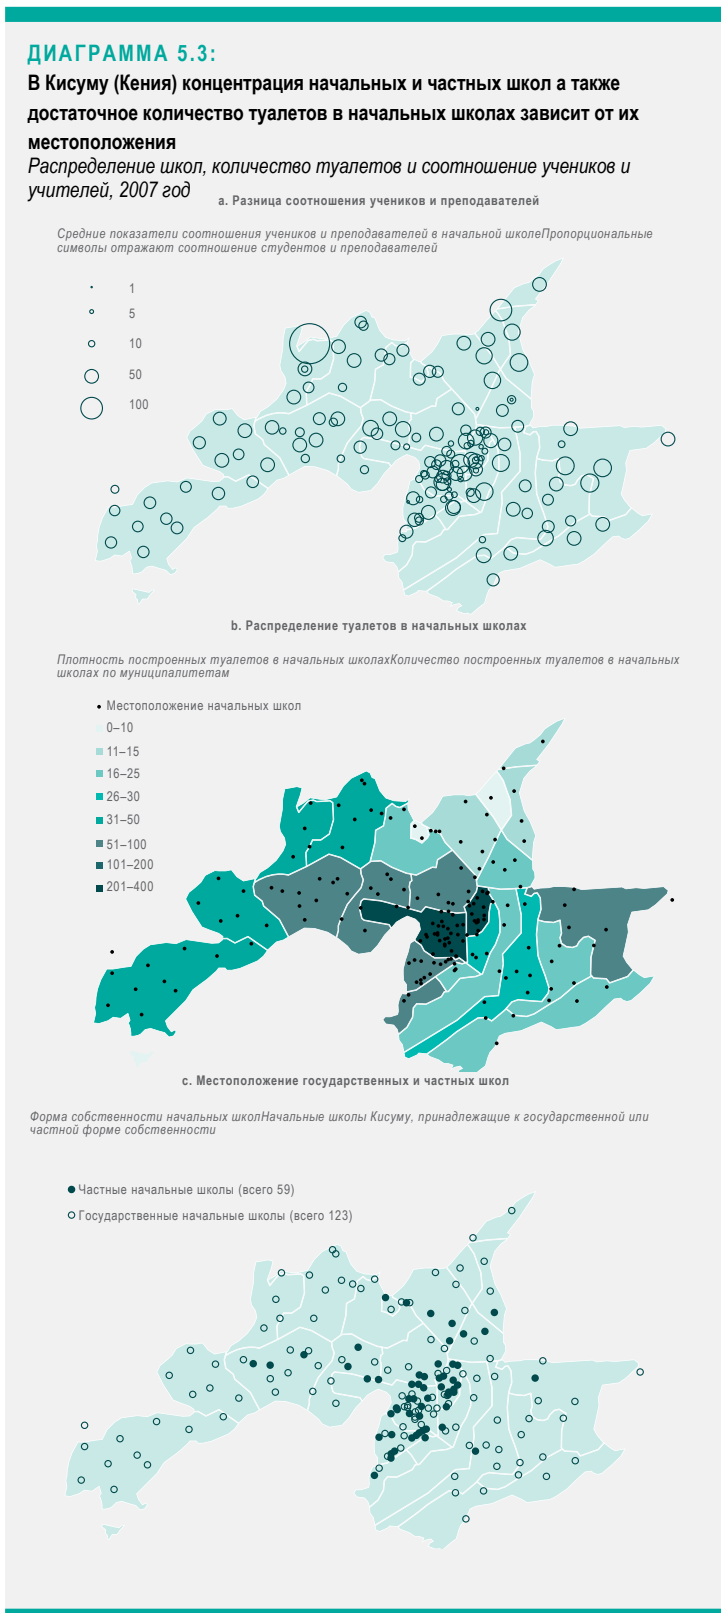 ДИАГРАММА 5.3:
В Кисуму (Кения) концентрация начальных и частных школ а также
достаточное количество туалетов в начальных школах зависит от их
местоположения
Распределение школ, количество туалетов и соотношение учеников и
учителей, 2007 год
a. Разница соотношения учеников и преподавателей
Средние показатели соотношения учеников и преподавателей в начальной школеПропорциональные
символы отражают соотношение студентов и преподавателей
1
5
10
50
100
b. Распределение туалетов в начальных школах
Плотность построенных туалетов в начальных школахКоличество построенных туалетов в начальных
школах по муниципалитетам
Местоположение начальных школ
0–10
11–15
16–25
26–30
31–50
51–100
101–200
201–400
c. Местоположение государственных и частных школ
Форма собственности начальных школНачальные школы Кисуму, принадлежащие к государственной или
частной форме собственности
Частные начальные школы (всего 59)
Государственные начальные школы (всего 123)